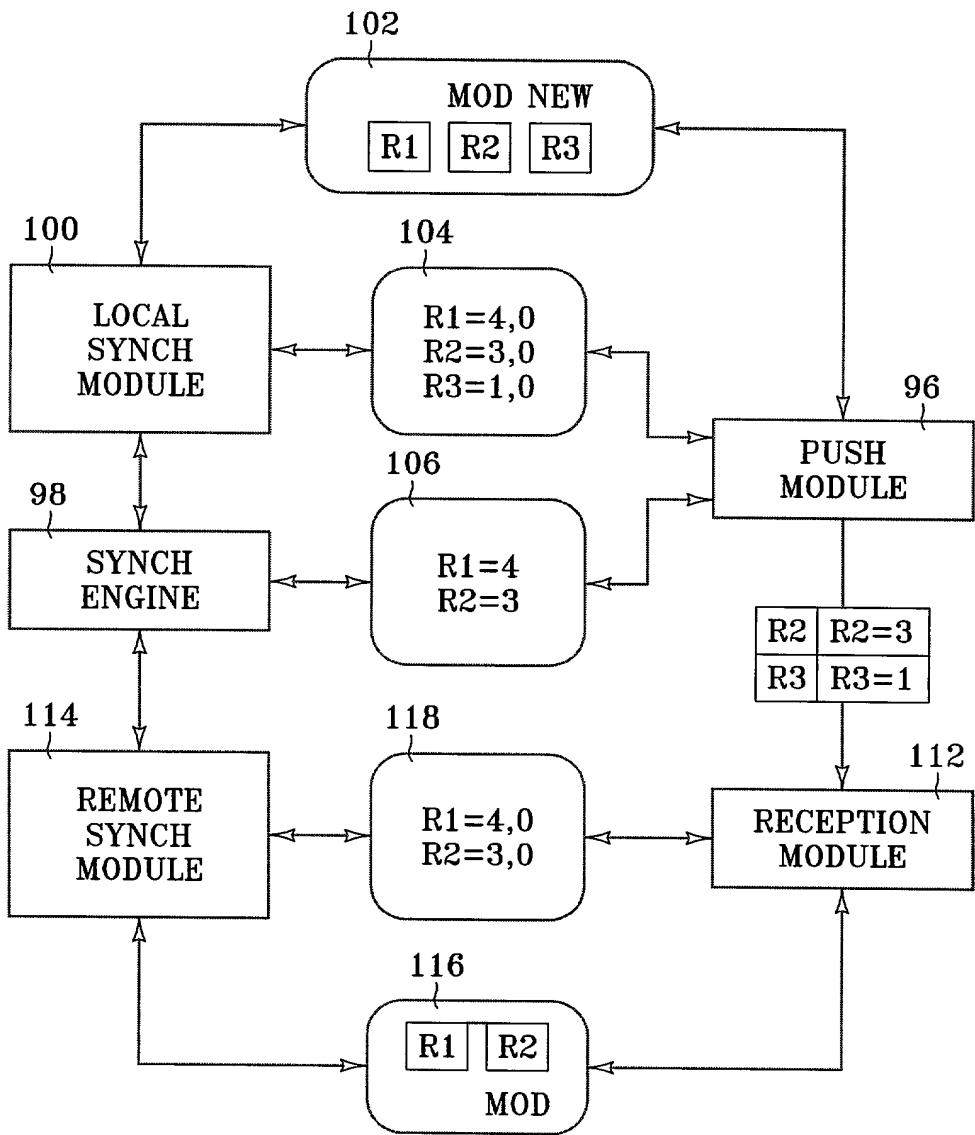 102
MOD NEW
R1 R2 R3
100
LOCAL
SYNCH
MODULE
104
R1=4,0
R2=3,0
R3=1,0
96
PUSH
MODULE
98
SYNCH
ENGINE
106
R1=4
R2=3
R2 R2=3
R3 R3=1
114
REMOTE
SYNCH
MODULE
118
R1=4,0
R2=3,0
112
RECEPTION
MODULE
116
R1 R2
MOD